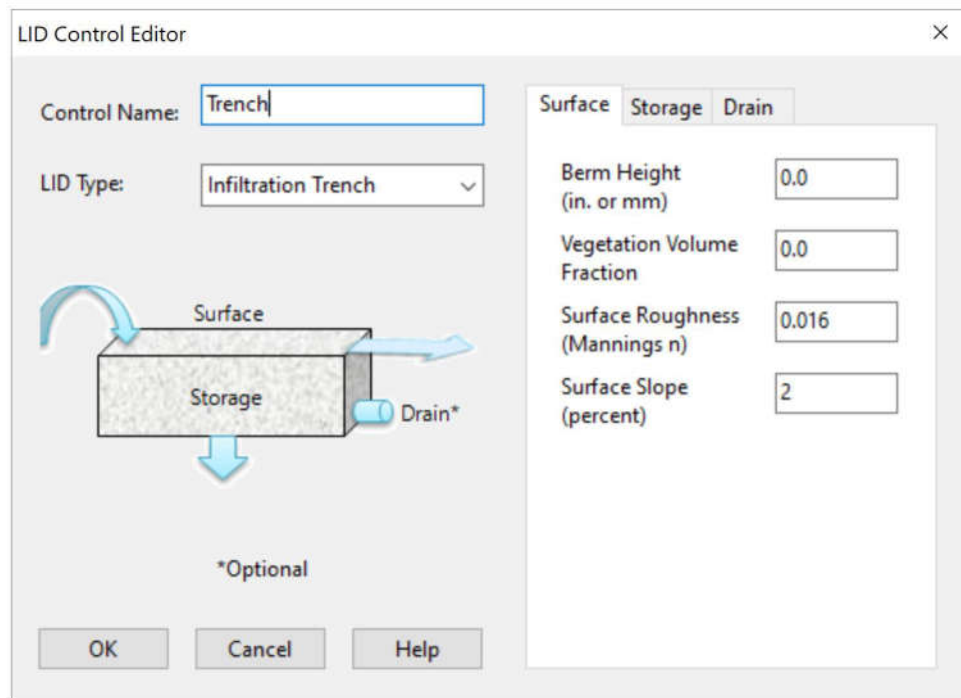 LID Control Editor
Control Name:
Trench
LID Type:
Infiltration Trench
Surface
Storage
Drain*
*Optional
OK
Cancel
Help
Surface
Storage
Drain
Berm Height
(in. or mm)
0.0
Vegetation Volume
Fraction
0.0
Surface Roughness
(Mannings n)
0.016
Surface Slope
(percent)
2